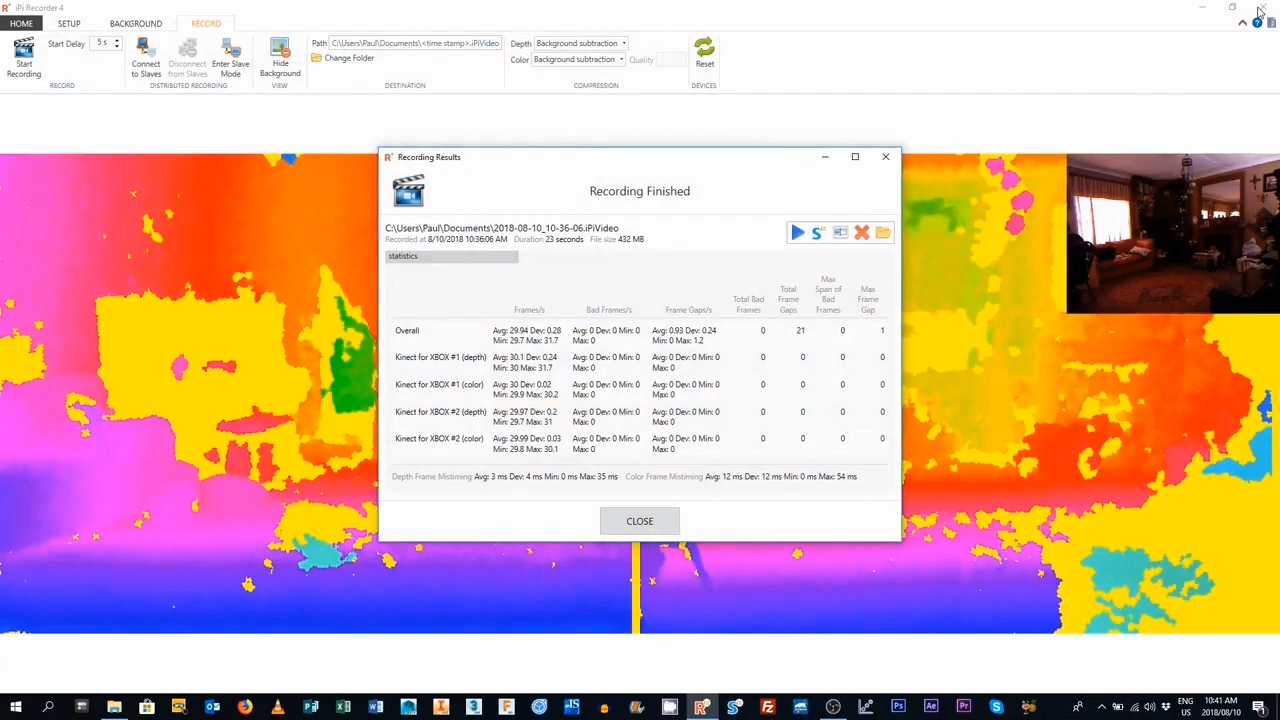 iPi Recorder 4
HOME SETUP BACKGROUND RECORD
Start Delay 5 s
Start Recording
Connect to Slaves
Disconnect from Slaves
Enter Slave Mode
Hide Background
Path C:\Users\Paul\Documents\<time stamp>.iPiVideo
Change Folder
Depth Background subtraction
Color Background subtraction Quality
Reset
RECORD DISTRIBUTED RECORDING VIEW DESTINATION COMPRESSION DEVICES
Recording Results
Recording Finished
C:\Users\Paul\Documents\2018-08-10_10-36-06.iPiVideo
Recorded at 8/10/2018 10:36:06 AM Duration 23 seconds File size 432 MB
statistics
Frames/s Bad Frames/s Frame Gaps/s Total Bad Frames Total Frame Gaps Max Span of Bad Frames Max Frame Gap
Overall Avg: 29.94 Dev: 0.28 Avg: 0 Dev: 0 Min: 0 Avg: 0.93 Dev: 0.24 0 21 0 1
Min: 29.7 Max: 31.7 Max: 0 Min: 0 Max: 1.2
Kinect for XBOX #1 (depth) Avg: 30.1 Dev: 0.24 Avg: 0 Dev: 0 Min: 0 Avg: 0 Dev: 0 Min: 0 0 0 0 0
Min: 30 Max: 31.7 Max: 0 Max: 0
Kinect for XBOX #1 (color) Avg: 30 Dev: 0.02 Avg: 0 Dev: 0 Min: 0 Avg: 0 Dev: 0 Min: 0 0 0 0 0
Min: 29.9 Max: 30.2 Max: 0 Max: 0
Kinect for XBOX #2 (depth) Avg: 29.97 Dev: 0.2 Avg: 0 Dev: 0 Min: 0 Avg: 0 Dev: 0 Min: 0 0 0 0 0
Min: 29.7 Max: 31 Max: 0 Max: 0
Kinect for XBOX #2 (color) Avg: 29.99 Dev: 0.03 Avg: 0 Dev: 0 Min: 0 Avg: 0 Dev: 0 Min: 0 0 0 0 0
Min: 29.8 Max: 30.1 Max: 0 Max: 0
Depth Frame Mistiming Avg: 3 ms Dev: 4 ms Min: 0 ms Max: 35 ms Color Frame Mistiming Avg: 12 ms Dev: 12 ms Min: 0 ms Max: 54 ms
CLOSE
ENG 10:41 AM
US 2018/08/10